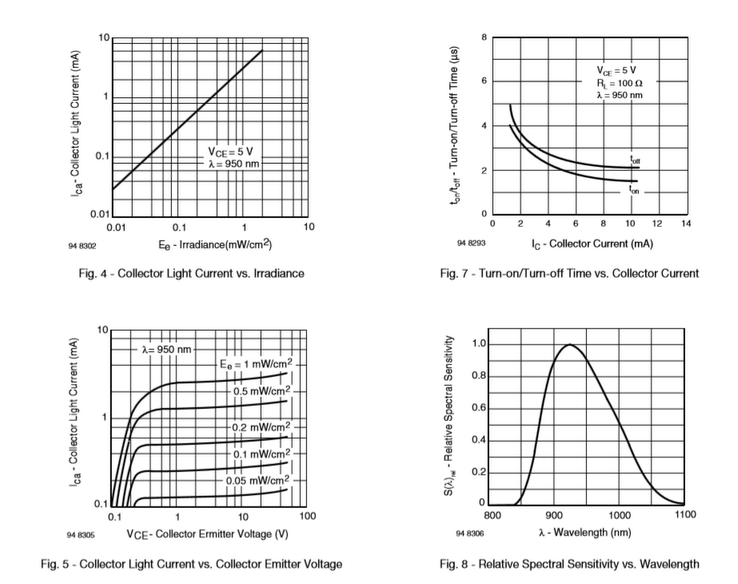 10
1
0.1
0.01
Ica- Collector Light Current (mA)
VCE= 5 V
λ= 950 nm
0.01 0.1 1 10
94 8302
Ee - Irradiance(mW/cm2)
Fig. 4 - Collector Light Current vs. Irradiance
8
6
4
2
0
ton/toff - Turn-on/Turn-off Time (µs)
VCE = 5 V
RL = 100 Ω
λ = 950 nm
toff
ton
0 2 4 6 8 10 12 14
94 8293
IC - Collector Current (mA)
Fig. 7 - Turn-on/Turn-off Time vs. Collector Current
10
1
0.1
Ica - Collector Light Current (mA)
λ= 950 nm
Ee = 1 mW/cm2
0.5 mW/cm2
0.2 mW/cm2
0.1 mW/cm2
0.05 mW/cm2
0.1 1 10 100
94 8305
VCE- Collector Ermitter Voltage (V)
Fig. 5 - Collector Light Current vs. Collector Emitter Voltage
1.0
0.8
0.6
0.4
0.2
0
S(λ)rel - Relative Spectral Sensitivity
800 900 1000 1100
94 8306
λ - Wavelength (nm)
Fig. 8 - Relative Spectral Sensitivity vs. Wavelength